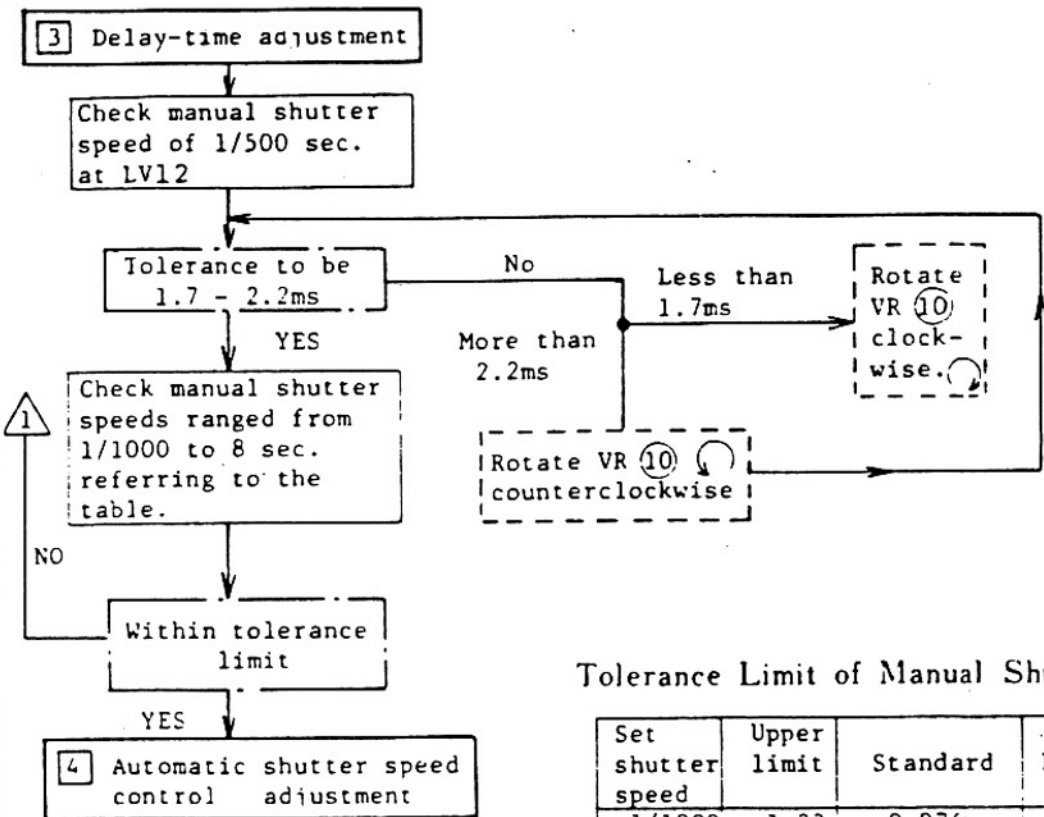 3 Delay-time adjustment
Check manual shutter
speed of 1/500 sec.
at LV12
Tolerance to be
1.7 - 2.2ms
No
Less than
1.7ms
Rotate
VR 10
clock-
wise.
YES
More than
2.2ms
Check manual shutter
speeds ranged from
1/1000 to 8 sec.
referring to the
table.
1
Rotate VR 10
counterclockwise
NO
Within tolerance
limit
YES
4 Automatic shutter speed
control adjustment
Tolerance Limit of Manual Sh
Set
shutter
speed
Upper
limit
Standard